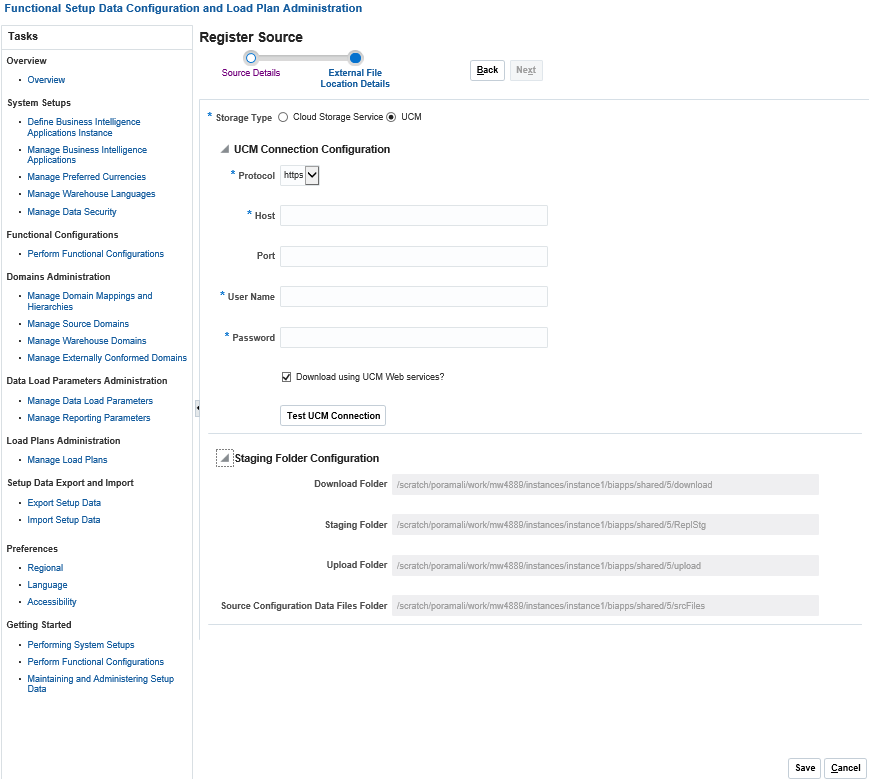 Functional Setup Data Configuration and Load Plan Administration
Tasks
Overview
Overview
System Setups
Define Business Intelligence
Applications Instance
Manage Business Intelligence
Applications
Manage Preferred Currencies
Manage Warehouse Languages
Manage Data Security
Functional Configurations
Perform Functional Configurations
Domains Administration
Manage Domain Mappings and
Hierarchies
Manage Source Domains
Manage Warehouse Domains
Manage Externally Conformed Domains
Data Load Parameters Administration
Manage Data Load Parameters
Manage Reporting Parameters
Load Plans Administration
Manage Load Plans
Setup Data Export and Import
Export Setup Data
Import Setup Data
Preferences
Regional
Language
Accessibility
Getting Started
Performing System Setups
Perform Functional Configurations
Maintaining and Administering Setup
Data
Register Source
Source Details
External File
Location Details
Back
Next
* Storage Type Cloud Storage Service UCM
UCM Connection Configuration
* Protocol https
* Host
Port
* User Name
* Password
Download using UCM Web services?
Test UCM Connection
Staging Folder Configuration
Download Folder /scratch/poramali/work/mw4889/instances/instance1/biapps/shared/5/download
Staging Folder /scratch/poramali/work/mw4889/instances/instance1/biapps/shared/5/ReplStg
Upload Folder /scratch/poramali/work/mw4889/instances/instance1/biapps/shared/5/upload
Source Configuration Data Files Folder /scratch/poramali/work/mw4889/instances/instance1/biapps/shared/5/srcFiles
Save Cancel